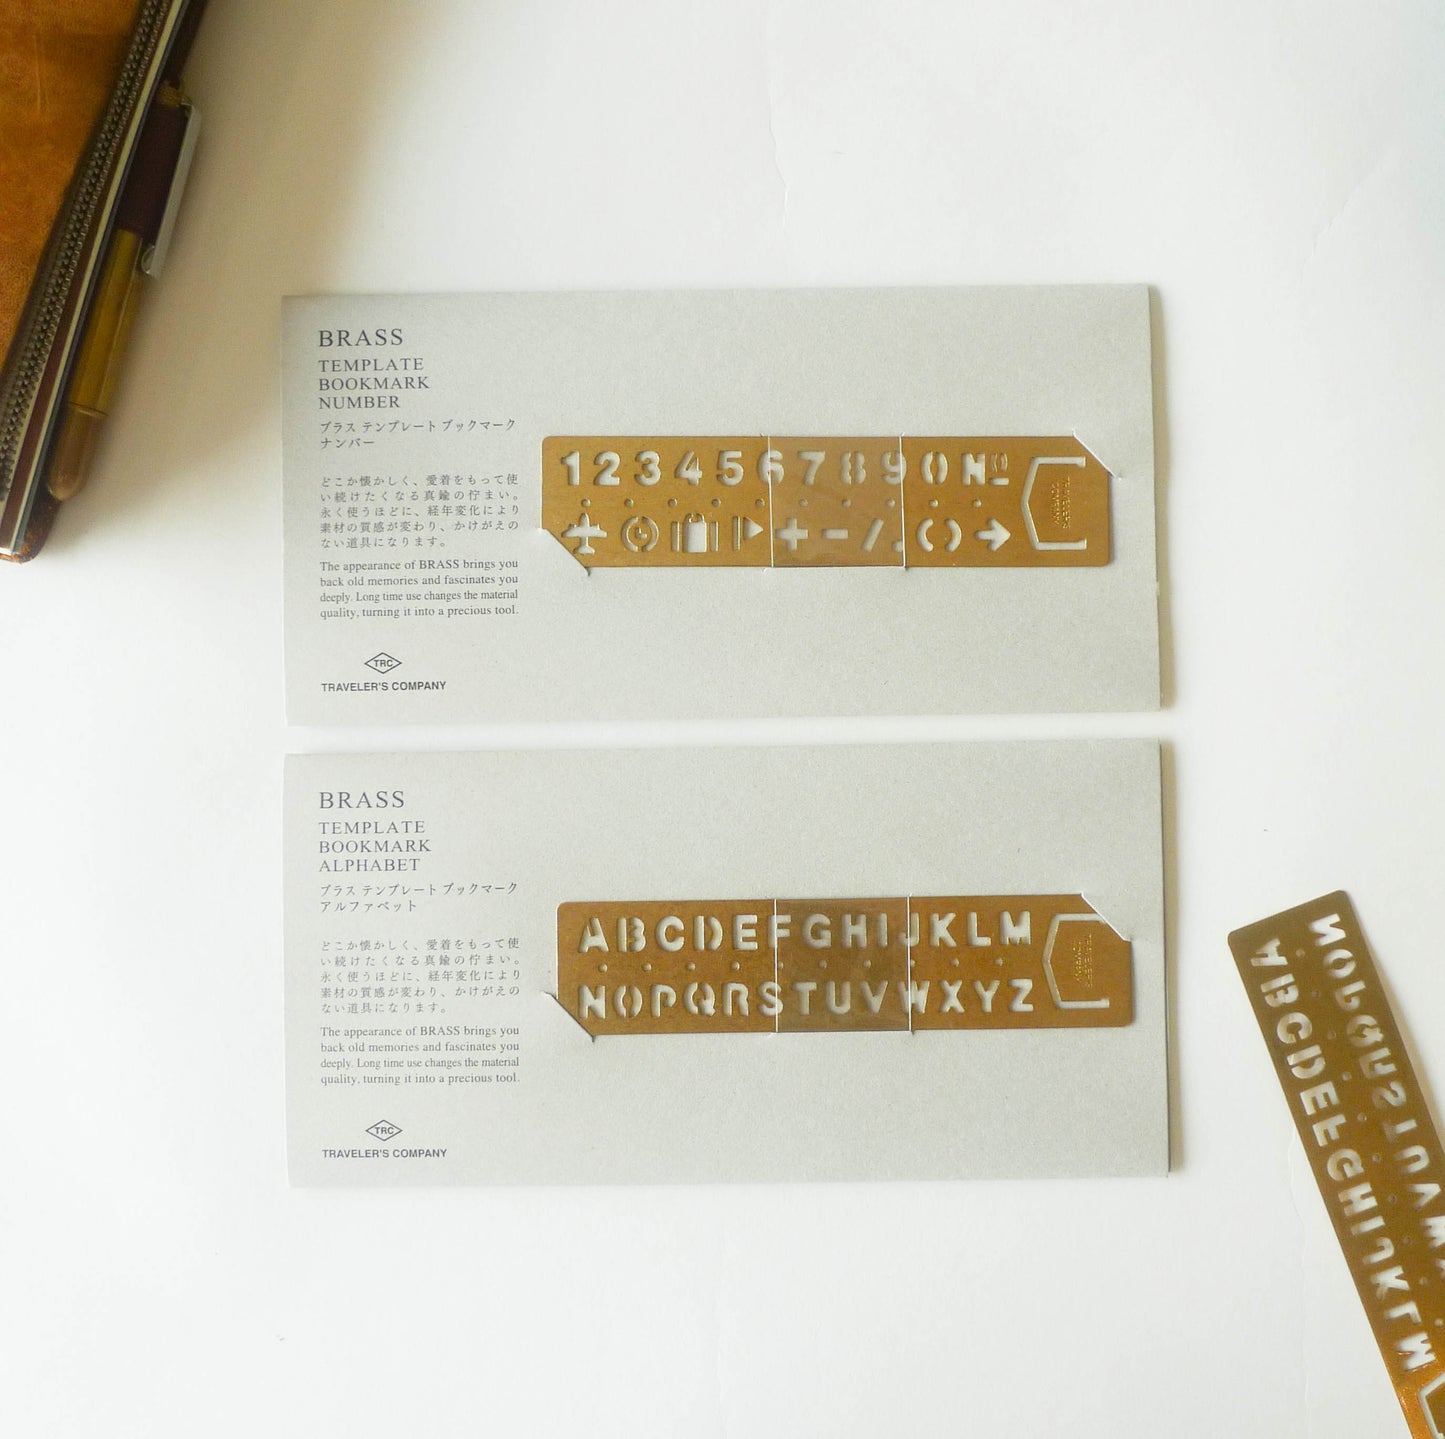 BRASS
TEMPLATE
BOOKMARK
NUMBER
ブラス テンプレート ブックマーク
ナンバー
どこか懐かしく、愛着をもって使
い続けたくなる真鍮の佇まい。
永く使うほどに、経年変化により
素材の質感が変わり、かけがえの
ない道具になります。
The appearance of BRASS brings you
back old memories and fascinates you
deeply. Long time use changes the material
quality, turning it into a precious tool.
TRC
TRAVELER'S COMPANY
1234567890 №
+ - / . ( ) →
TRAVELER'S
COMPANY
BRASS
TEMPLATE
BOOKMARK
ALPHABET
ブラス テンプレート ブックマーク
アルファベット
どこか懐かしく、愛着をもって使
い続けたくなる真鍮の佇まい。
永く使うほどに、経年変化により
素材の質感が変わり、かけがえの
ない道具になります。
The appearance of BRASS brings you
back old memories and fascinates you
deeply. Long time use changes the material
quality, turning it into a precious tool.
TRC
TRAVELER'S COMPANY
ABCDEFGHIJKLM
NOPQRSTUVWXYZ
TRAVELER'S
COMPANY
NOPQRSTUVW
ABCDEFGHIJKLM